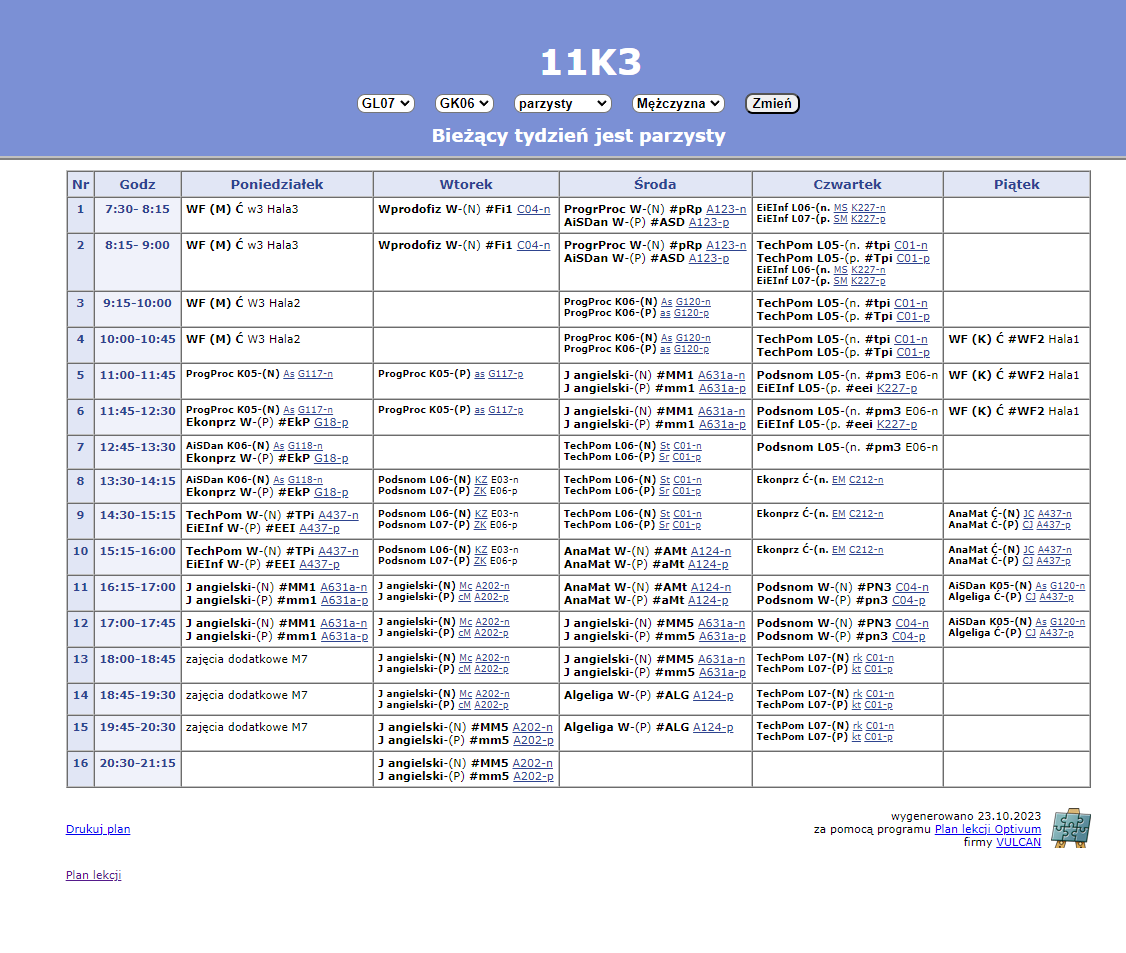 11K3
GL07 GK06 parzysty Mężczyzna Zmień
Bieżący tydzień jest parzysty
Nr Godz Poniedziałek Wtorek Środa Czwartek Piątek
1 7:30- 8:15 WF (M) Ć w3 Hala3 Wprodofiz W-(N) #Fi1 C04-n ProgrProc W-(N) #pRp A123-n EiEInf L06-(n. MS K227-n
AiSDan W-(P) #ASD A123-p EiEInf L07-(p. SM K227-p
2 8:15- 9:00 WF (M) Ć w3 Hala3 Wprodofiz W-(N) #Fi1 C04-n ProgrProc W-(N) #pRp A123-n TechPom L05-(n. #tpi C01-n
AiSDan W-(P) #ASD A123-p TechPom L05-(p. #Tpi C01-p
EiEInf L06-(n. MS K227-n
EiEInf L07-(p. SM K227-p
3 9:15-10:00 WF (M) Ć W3 Hala2 ProgProc K06-(N) As G120-n TechPom L05-(n. #tpi C01-n
ProgProc K06-(P) as G120-p TechPom L05-(p. #Tpi C01-p
4 10:00-10:45 WF (M) Ć W3 Hala2 ProgProc K06-(N) As G120-n TechPom L05-(n. #tpi C01-n WF (K) Ć #WF2 Hala1
ProgProc K06-(P) as G120-p TechPom L05-(p. #Tpi C01-p
5 11:00-11:45 ProgProc K05-(N) As G117-n ProgProc K05-(P) as G117-p J angielski-(N) #MM1 A631a-n Podsnom L05-(n. #pm3 E06-n WF (K) Ć #WF2 Hala1
J angielski-(P) #mm1 A631a-p EiEInf L05-(p. #eei K227-p
6 11:45-12:30 ProgProc K05-(N) As G117-n ProgProc K05-(P) as G117-p J angielski-(N) #MM1 A631a-n Podsnom L05-(n. #pm3 E06-n WF (K) Ć #WF2 Hala1
Ekonprz W-(P) #EkP G18-p J angielski-(P) #mm1 A631a-p EiEInf L05-(p. #eei K227-p
7 12:45-13:30 AiSDan K06-(N) As G118-n TechPom L06-(N) St C01-n Podsnom L05-(n. #pm3 E06-n
Ekonprz W-(P) #EkP G18-p TechPom L06-(P) Sr C01-p
8 13:30-14:15 AiSDan K06-(N) As G118-n Podsnom L06-(N) KZ E03-n TechPom L06-(N) St C01-n Ekonprz Ć-(n. EM C212-n
Ekonprz W-(P) #EkP G18-p Podsnom L07-(P) ZK E06-p TechPom L06-(P) Sr C01-p
9 14:30-15:15 TechPom W-(N) #TPi A437-n Podsnom L06-(N) KZ E03-n TechPom L06-(N) St C01-n Ekonprz Ć-(n. EM C212-n AnaMat Ć-(N) JC A437-n
EiEInf W-(P) #EEI A437-p Podsnom L07-(P) ZK E06-p TechPom L06-(P) Sr C01-p AnaMat Ć-(P) CJ A437-p
10 15:15-16:00 TechPom W-(N) #TPi A437-n Podsnom L06-(N) KZ E03-n AnaMat W-(N) #AMt A124-n Ekonprz Ć-(n. EM C212-n AnaMat Ć-(N) JC A437-n
EiEInf W-(P) #EEI A437-p Podsnom L07-(P) ZK E06-p AnaMat W-(P) #aMt A124-p AnaMat Ć-(P) CJ A437-p
11 16:15-17:00 J angielski-(N) #MM1 A631a-n J angielski-(N) Mc A202-n AnaMat W-(N) #AMt A124-n Podsnom W-(N) #PN3 C04-n AiSDan K05-(N) As G120-n
J angielski-(P) #mm1 A631a-p J angielski-(P) cM A202-p AnaMat W-(P) #aMt A124-p Podsnom W-(P) #pn3 C04-p Algeliga Ć-(P) CJ A437-p
12 17:00-17:45 J angielski-(N) #MM1 A631a-n J angielski-(N) Mc A202-n J angielski-(N) #MM5 A631a-n Podsnom W-(N) #PN3 C04-n AiSDan K05-(N) As G120-n
J angielski-(P) #mm1 A631a-p J angielski-(P) cM A202-p J angielski-(P) #mm5 A631a-p Podsnom W-(P) #pn3 C04-p Algeliga Ć-(P) CJ A437-p
13 18:00-18:45 zajęcia dodatkowe M7 J angielski-(N) Mc A202-n J angielski-(N) #MM5 A631a-n TechPom L07-(N) rk C01-n
J angielski-(P) cM A202-p J angielski-(P) #mm5 A631a-p TechPom L07-(P) kt C01-p
14 18:45-19:30 zajęcia dodatkowe M7 J angielski-(N) Mc A202-n Algeliga W-(P) #ALG A124-p TechPom L07-(N) rk C01-n
J angielski-(P) cM A202-p TechPom L07-(P) kt C01-p
15 19:45-20:30 zajęcia dodatkowe M7 J angielski-(N) #MM5 A202-n Algeliga W-(P) #ALG A124-p TechPom L07-(N) rk C01-n
J angielski-(P) #mm5 A202-p TechPom L07-(P) kt C01-p
16 20:30-21:15 J angielski-(N) #MM5 A202-n
J angielski-(P) #mm5 A202-p
Drukuj plan
wygenerowano 23.10.2023
za pomocą programu Plan lekcji Optivum
firmy VULCAN
Plan lekcji